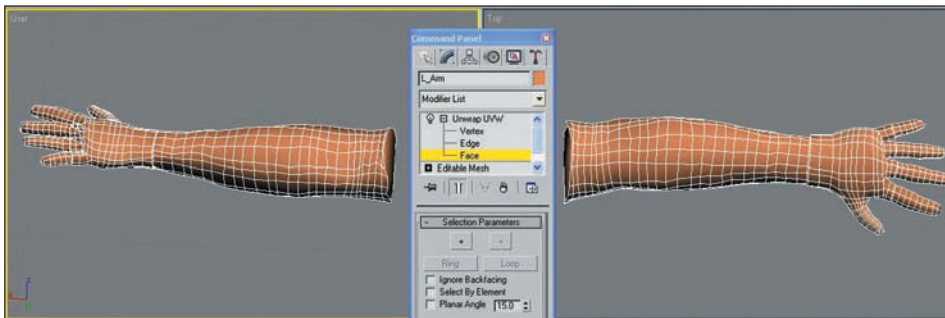 User
Top
Command Panel
L_Arm
Modifier List
Unwrap UVW
Vertex
Edge
Face
Editable Mesh
- Selection Parameters
+ -
Ring Loop
Ignore Backfacing
Select By Element
Planar Angle 15.0